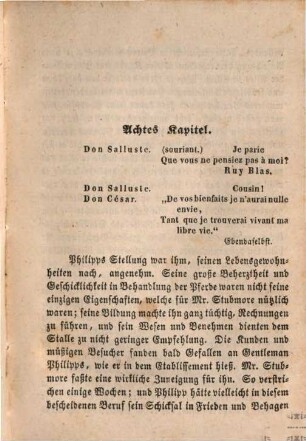 Achtes Kapitel.
Don Salluste. (souriant.) Je parie
Que vous ne pensiez pas à moi?
Ruy Blas.
Don Salluste. Cousin!
Don César. „De vos bienfaits je n'aurai nulle
envie,
Tant que je trouverai vivant ma
libre vie.“
Ebendaselbst.
Philipps Stellung war ihm, seinen Lebensgewohn-
heiten nach, angenehm. Seine große Beherztheit und
Geschicklichkeit in Behandlung der Pferde waren nicht seine
einzigen Eigenschaften, welche für Mr. Stubmore nützlich
waren; seine Bildung machte ihn ganz tüchtig, Rechnungen
zu führen, und sein Wesen und Benehmen dienten dem
Stalle zu nicht geringer Empfehlung. Die Kunden und
müßigen Besucher fanden bald Gefallen an Gentleman
Philipps, wie er in dem Etablissement hieß. Mr. Stub-
more faßte eine wirkliche Zuneigung für ihn. So verstri-
chen einige Wochen; und Philipp hätte vielleicht in diesem
bescheidenen Beruf sein Schicksal in Frieden und Behagen